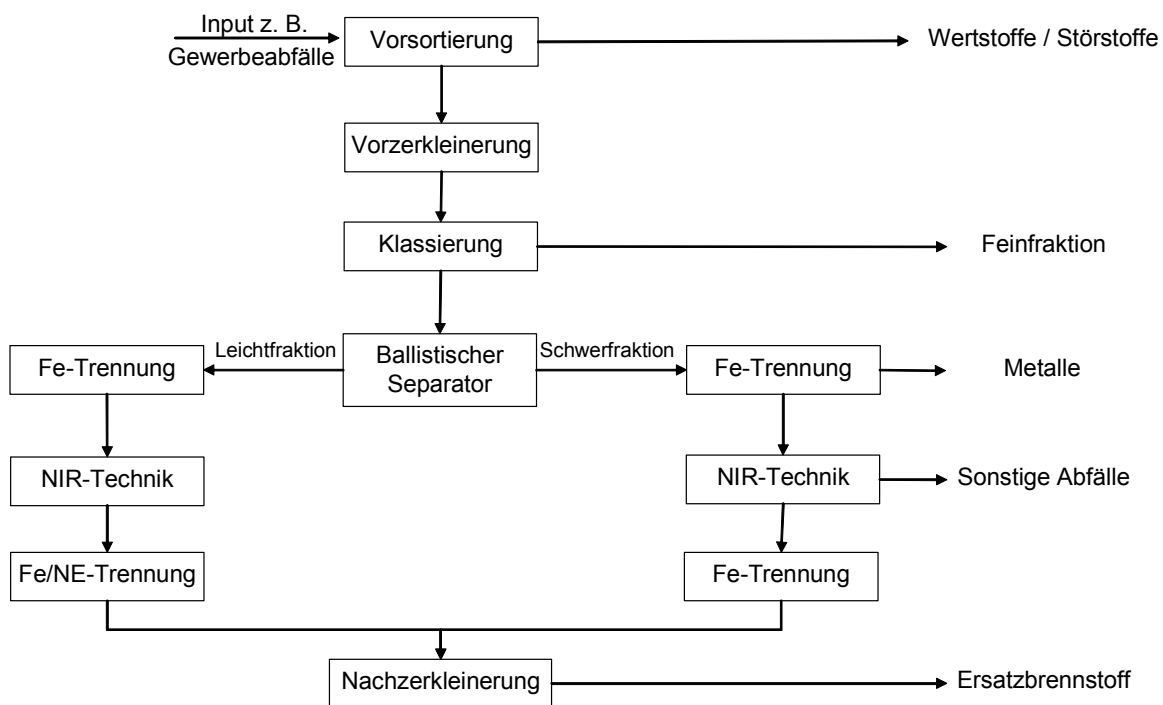 Input z. B.
Gewerbeabfälle
Vorsortierung
Wertstoffe / Störstoffe
Vorzerkleinerung
Klassierung
Feinfraktion
Fe-Trennung
Leichtfraktion
Ballistischer
Separator
Schwerfraktion
Fe-Trennung
Metalle
NIR-Technik
NIR-Technik
Sonstige Abfälle
Fe/NE-Trennung
Fe-Trennung
Nachzerkleinerung
Ersatzbrennstoff